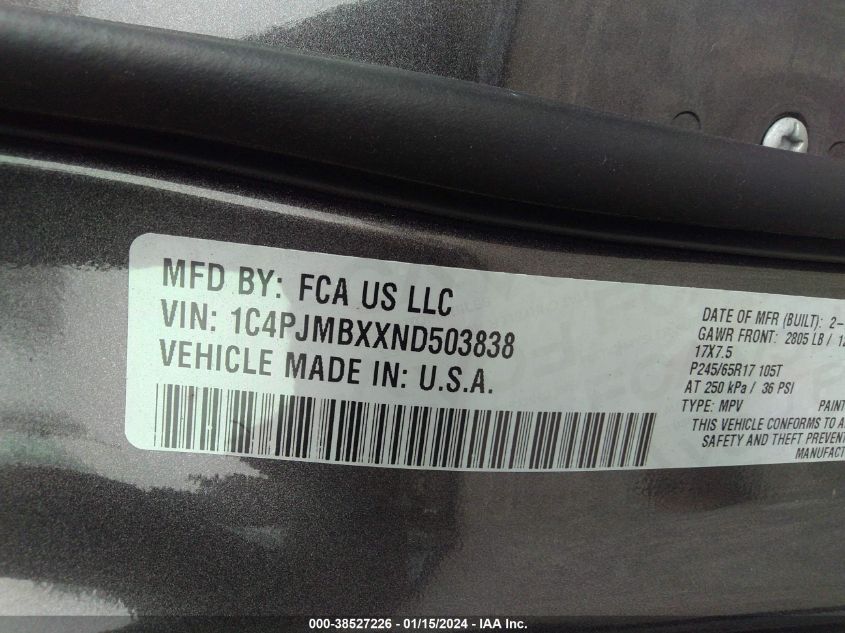 MFD BY: FCA US LLC
VIN: 1C4PJMBXXND503838
VEHICLE MADE IN: U.S.A.
DATE OF MFR (BUILT): 2-
GAWR FRONT: 2805 LB / 12
17X7.5
P245/65R17 105T
AT 250 kPa / 36 PSI
TYPE: MPV PAINT
THIS VEHICLE CONFORMS TO A
SAFETY AND THEFT PREVENT
MANUFACT
000-38527226 - 01/15/2024 - IAA Inc.